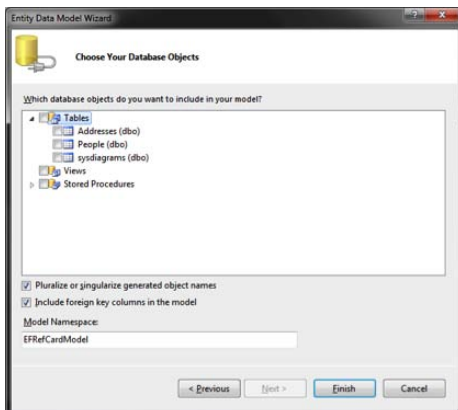 Entity Data Model Wizard
Choose Your Database Objects
Which database objects do you want to include in your model?
Tables
Addresses (dbo)
People (dbo)
sysdiagrams (dbo)
Views
Stored Procedures
Pluralize or singularize generated object names
Include foreign key columns in the model
Model Namespace:
EFRefCardModel
< Previous
Next >
Finish
Cancel